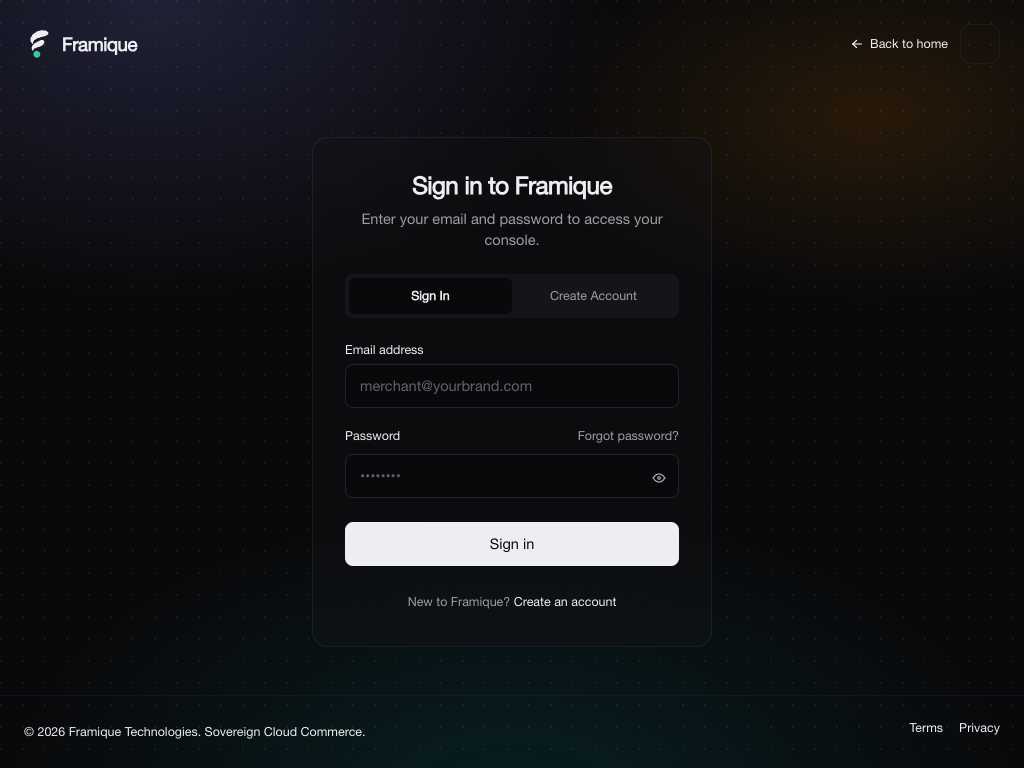 Framique
Back to home
Sign in to Framique
Enter your email and password to access your
console.
Sign In
Create Account
Email address
merchant@yourbrand.com
Password
Forgot password?
••••••••
Sign in
New to Framique? Create an account
© 2026 Framique Technologies. Sovereign Cloud Commerce.
Terms
Privacy